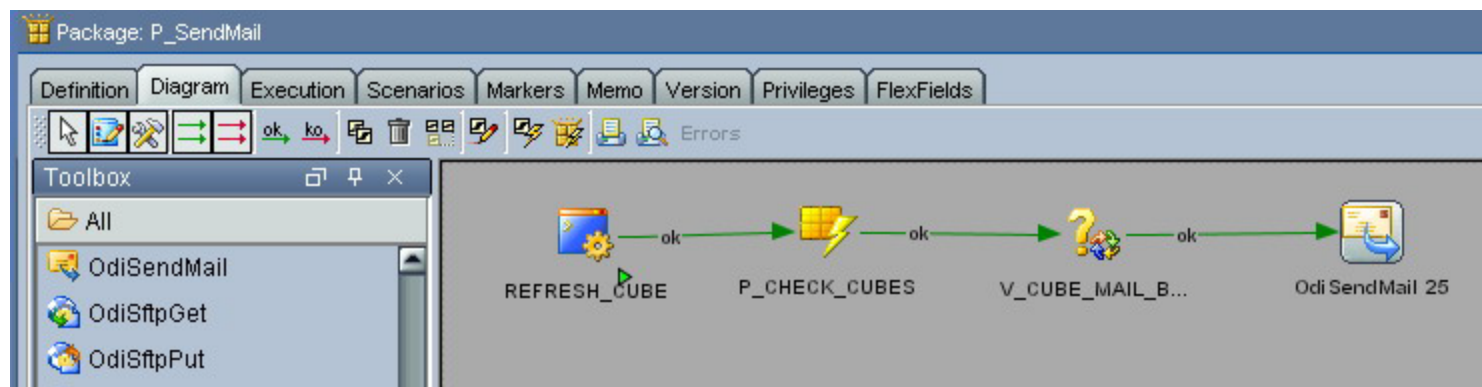 Package: P_SendMail
Definition Diagram Execution Scenarios Markers Memo Version Privileges FlexFields
ok ko Errors
Toolbox
All
OdiSendMail
OdiSftpGet
OdiSftpPut
ok ok ok
REFRESH_CUBE P_CHECK_CUBES V_CUBE_MAIL_B... OdiSendMail 25